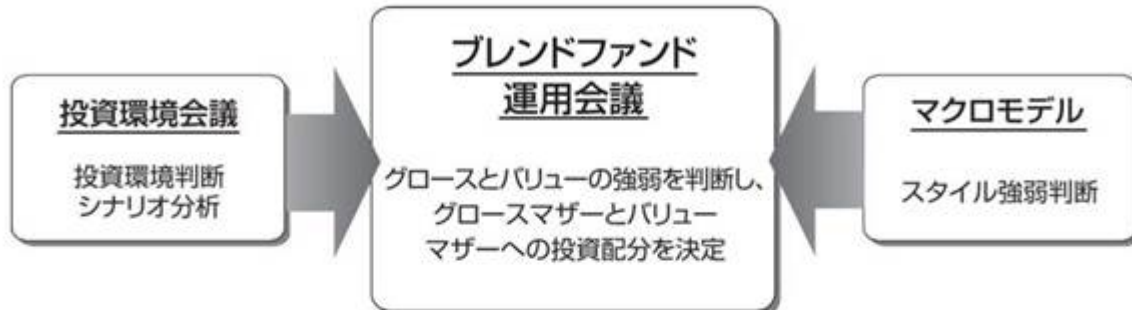 投資環境会議
投資環境判断
シナリオ分析
ブレンドファンド
運用会議
グロースとバリューの強弱を判断し、
グロースマザーとバリュー
マザーへの投資配分を決定
マクロモデル
スタイル強弱判断